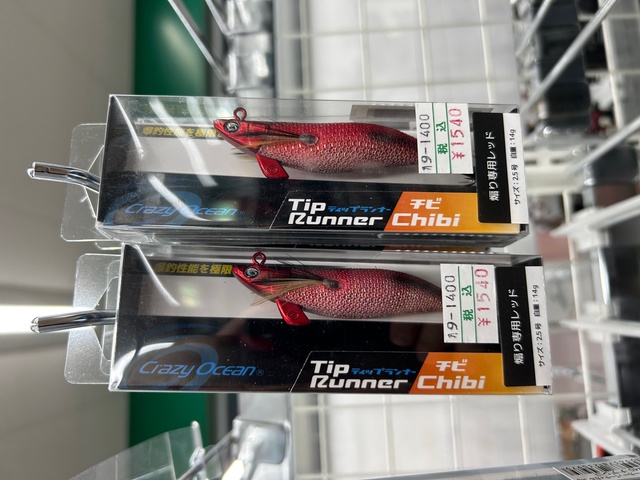 爆釣性能を極限
カラ-1400
税込
¥1540
Crazy Ocean
Tip Runner
ティップランナー
チビ
Chibi
煽り専用レッド
サイズ：2.5号 自重：14g
爆釣性能を極限
カラ-1400
税込
¥1540
Crazy Ocean®
Tip Runner
ティップランナー
チビ
Chibi
煽り専用レッド
サイズ：2.5号 自重：14g